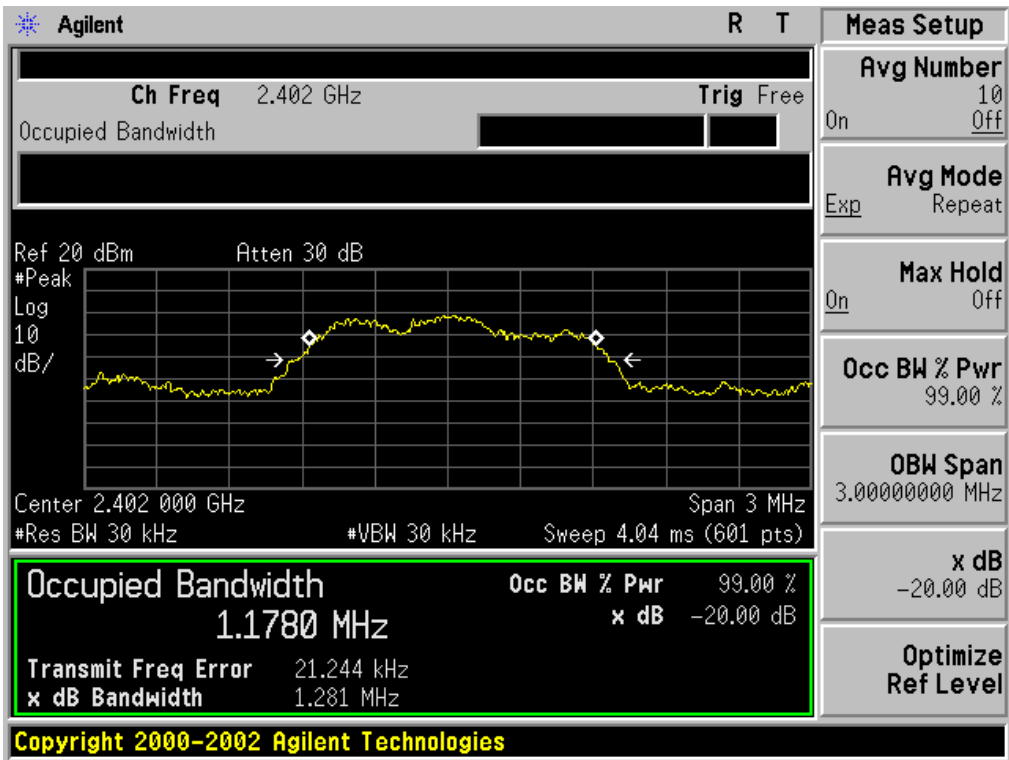 Agilent R T
Ch Freq 2.402 GHz Trig Free
Occupied Bandwidth
Ref 20 dBm Atten 30 dB
#Peak
Log
10
dB/
Center 2.402 000 GHz Span 3 MHz
#Res BW 30 kHz #VBW 30 kHz Sweep 4.04 ms (601 pts)
Occupied Bandwidth Occ BW % Pwr 99.00 %
1.1780 MHz x dB -20.00 dB
Transmit Freq Error 21.244 kHz
x dB Bandwidth 1.281 MHz
Copyright 2000-2002 Agilent Technologies
Meas Setup
Avg Number
10
On Off
Avg Mode
Exp Repeat
Max Hold
On Off
Occ BW % Pwr
99.00 %
OBW Span
3.00000000 MHz
x dB
-20.00 dB
Optimize
Ref Level